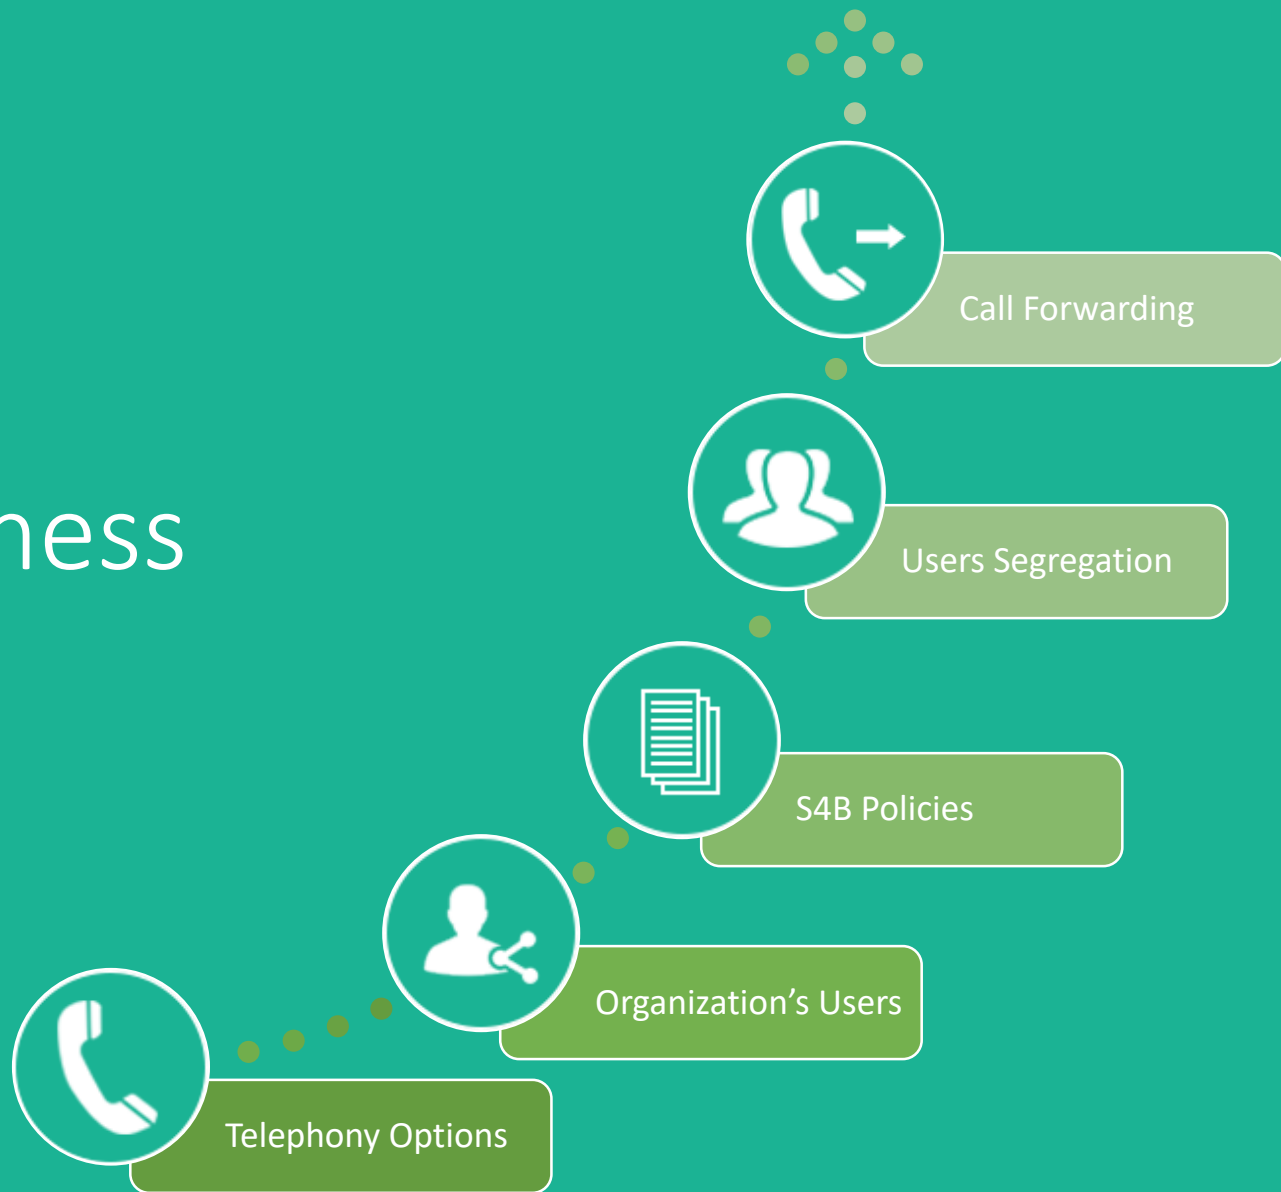 Call Forwarding
Users Segregation
ness
S4B Policies
Organization’s Users
Telephony Options